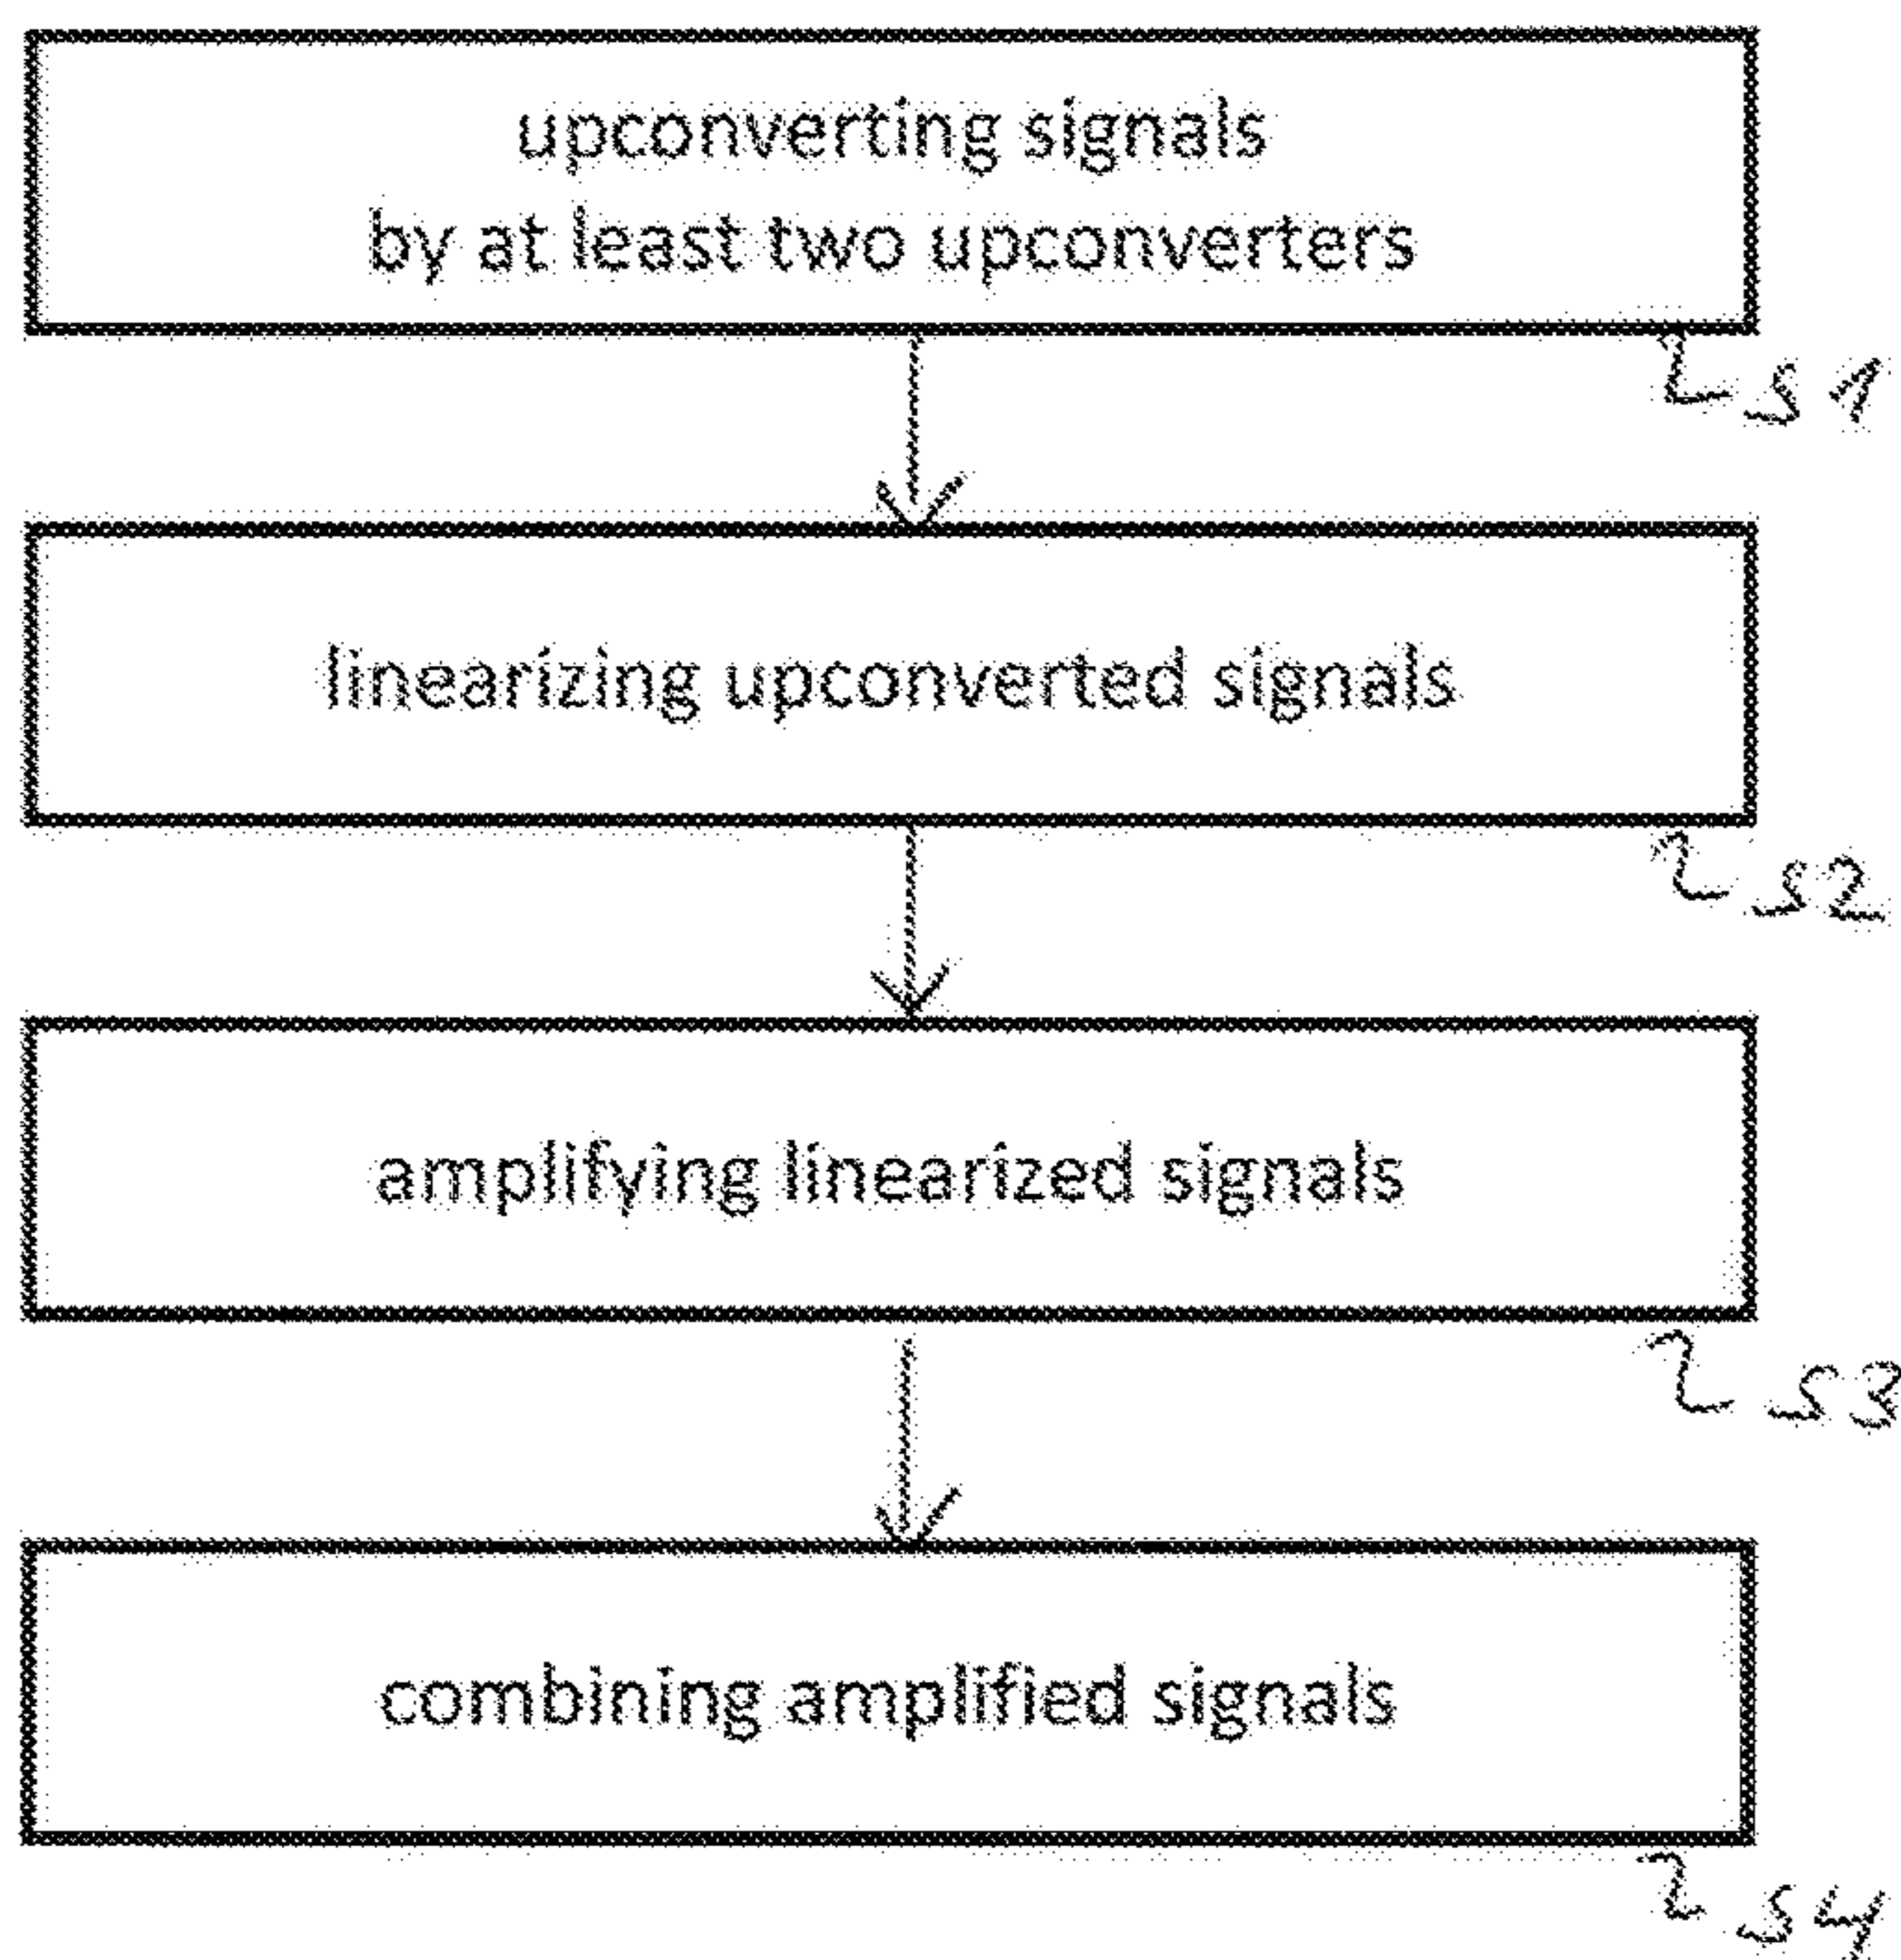 upconverting signals
by at least two upconverters
S1
linearizing upconverted signals
S2
amplifying linearized signals
S3
combining amplified signals
S4